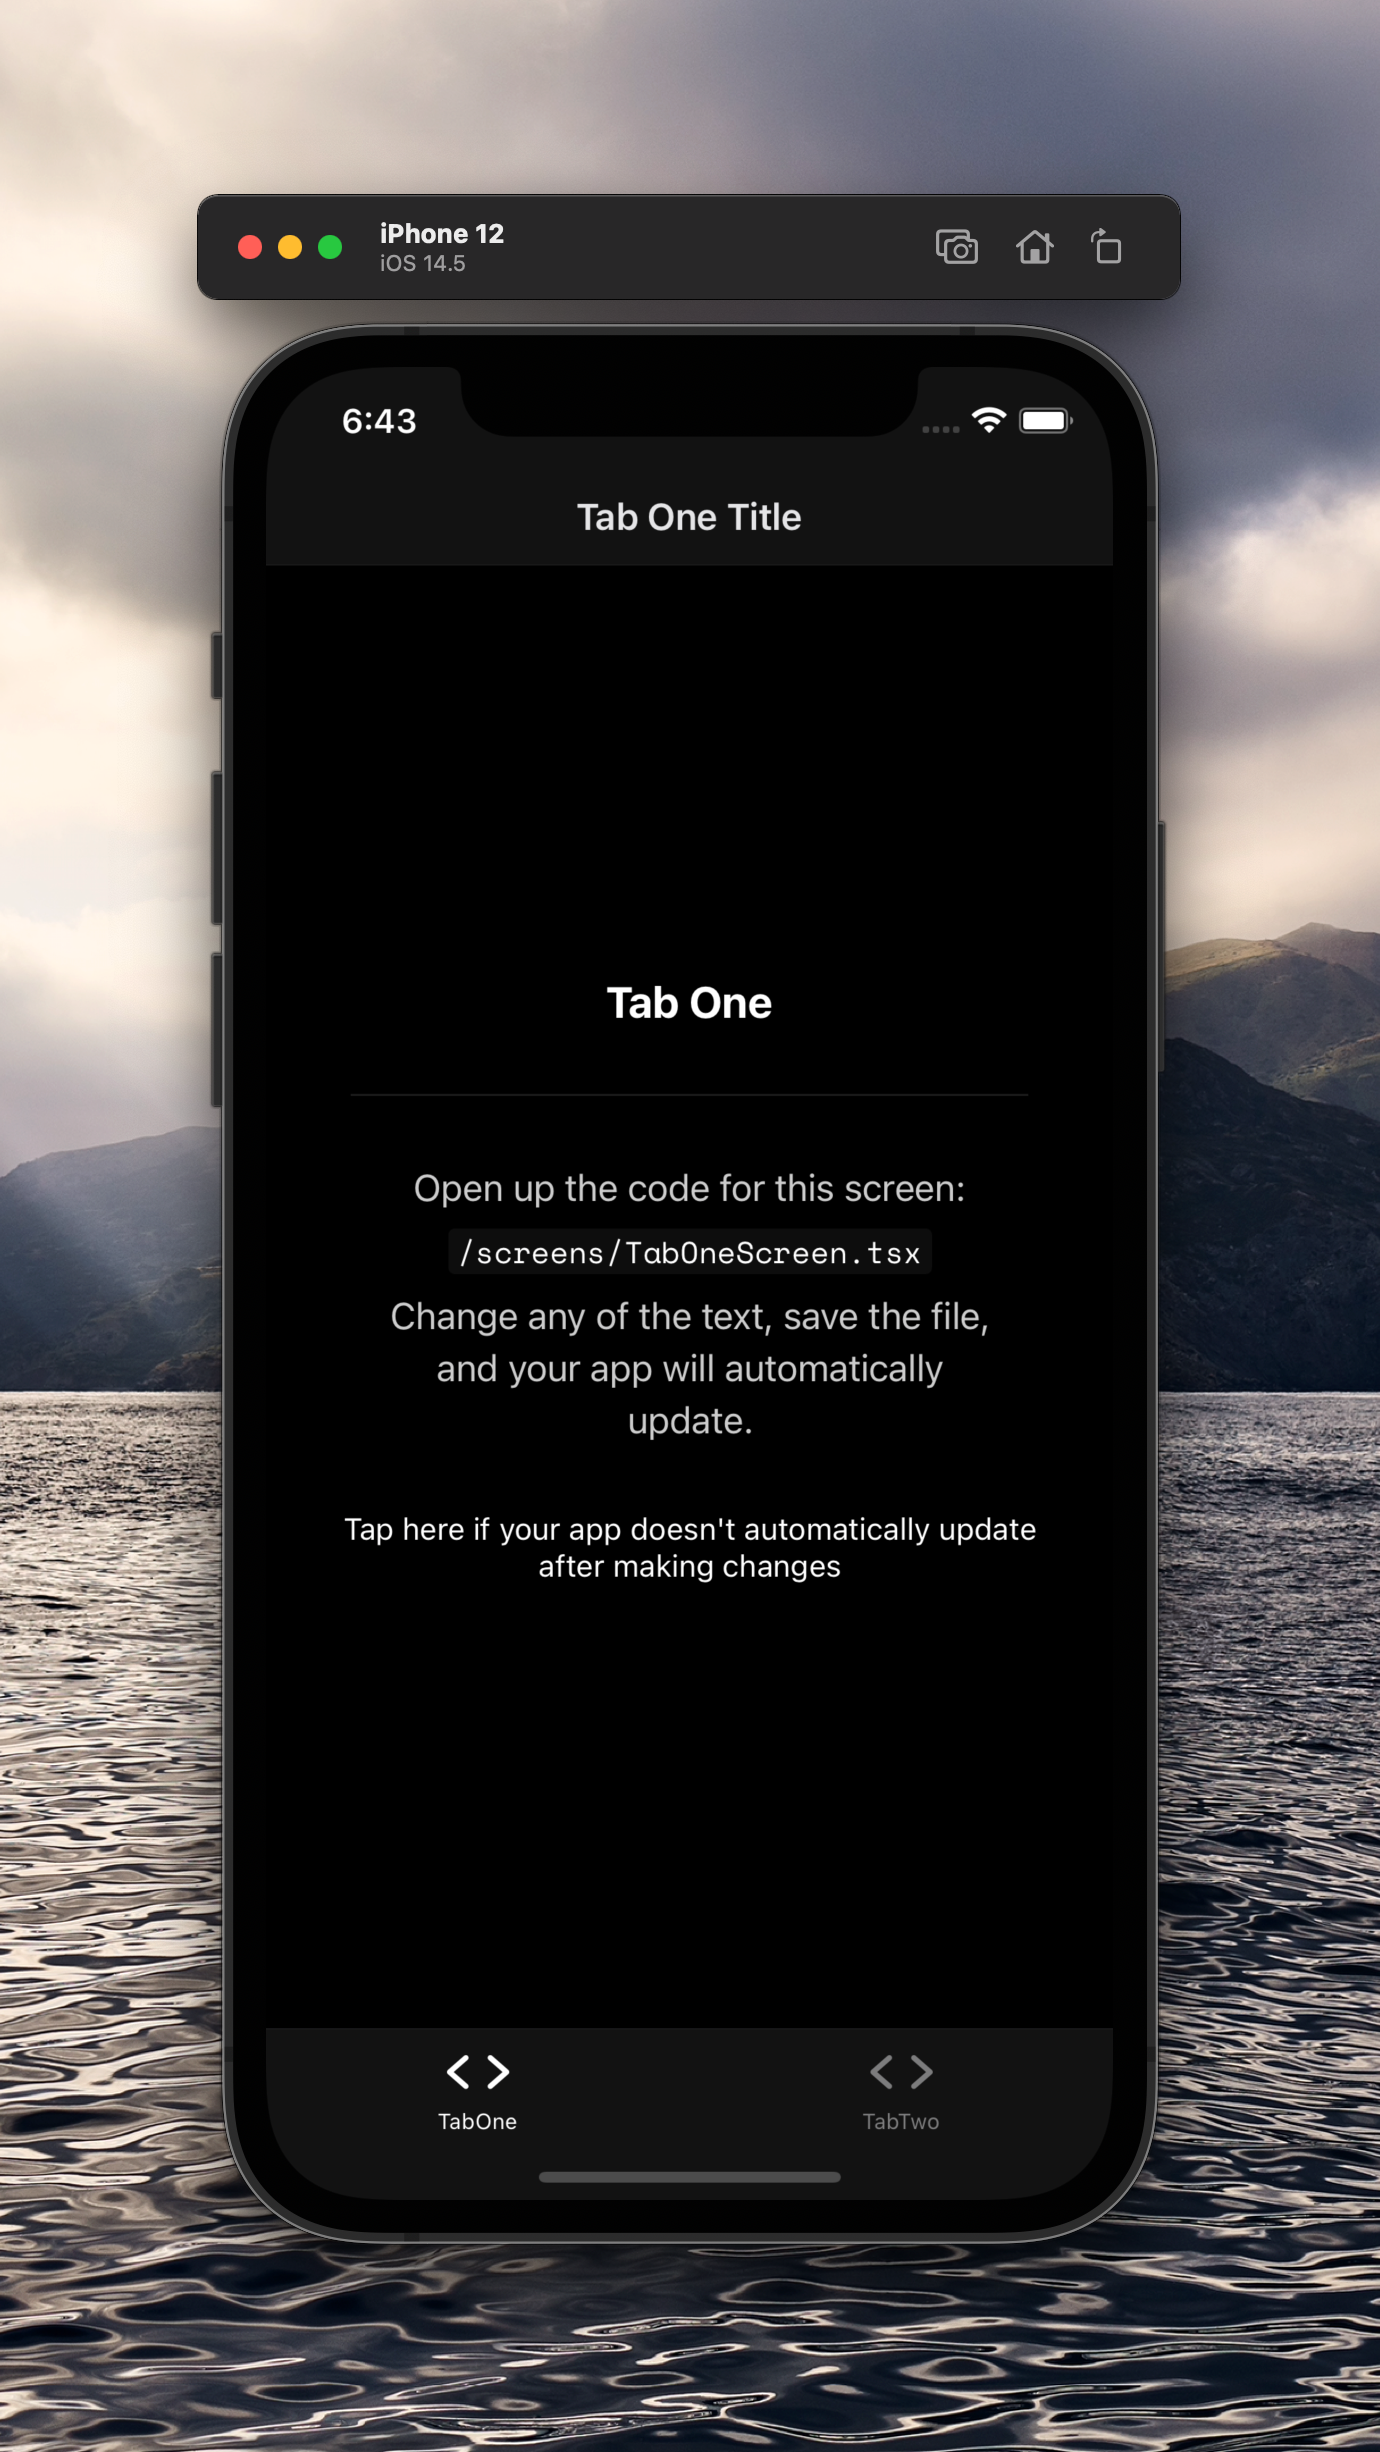 iPhone 12
iOS 14.5
6:43
Tab One Title
Tab One
Open up the code for this screen:
/screens/TabOneScreen.tsx
Change any of the text, save the file,
and your app will automatically
update.
Tap here if your app doesn't automatically update
after making changes
TabOne
TabTwo